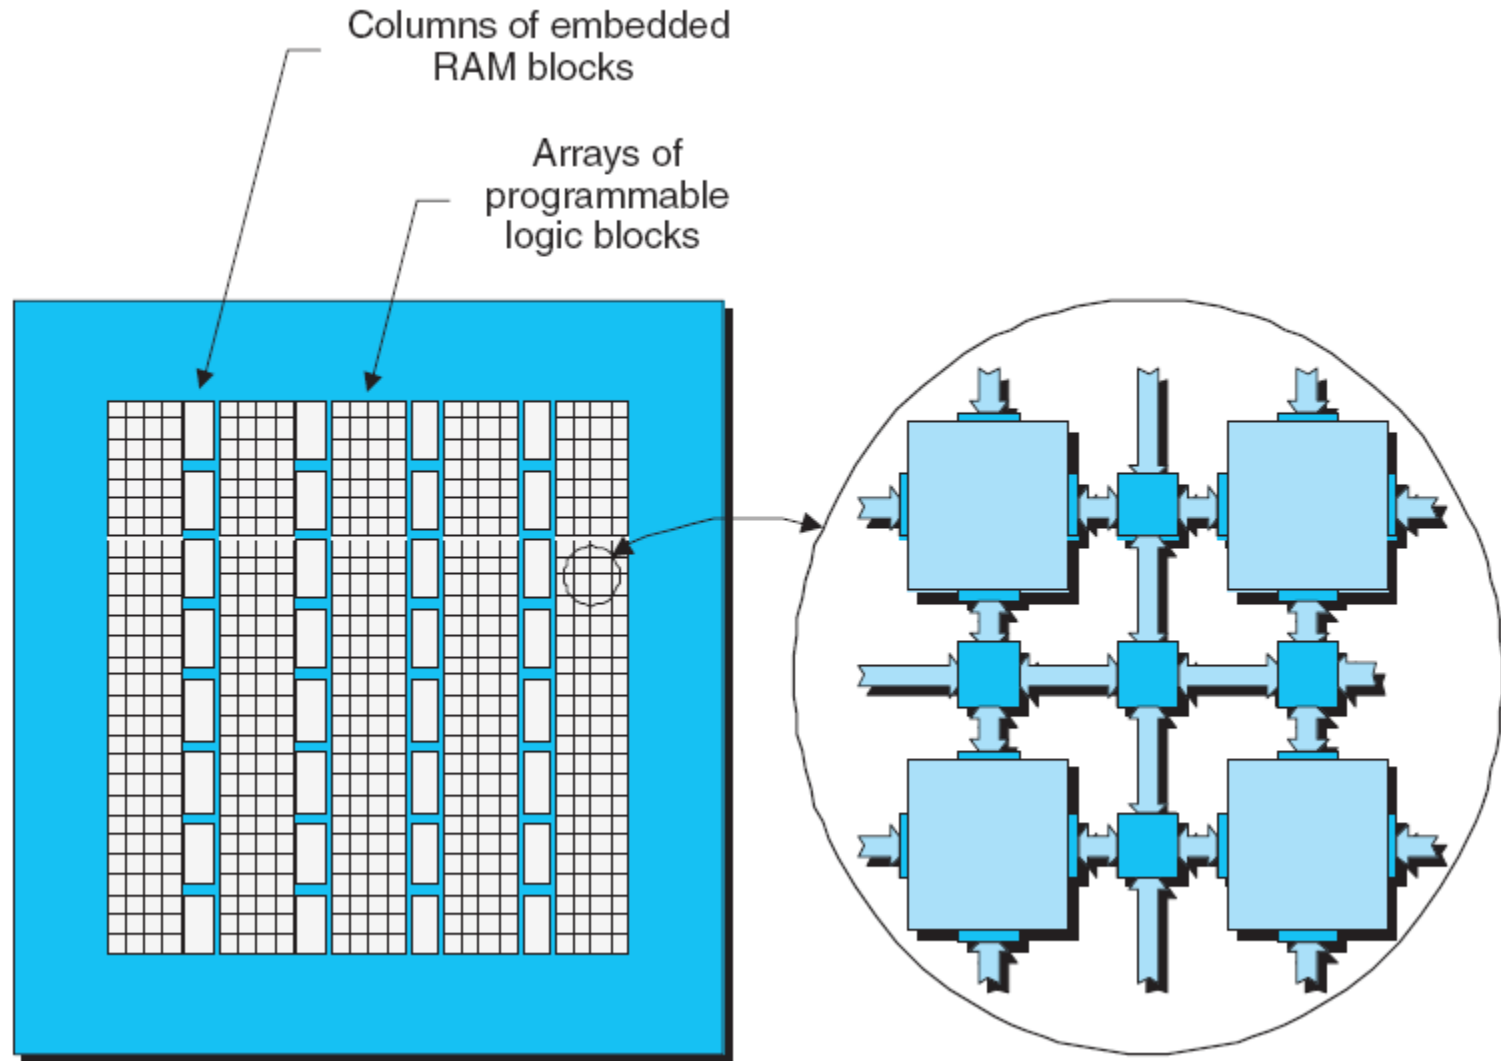 Columns of embedded
RAM blocks
Arrays of
programmable
logic blocks